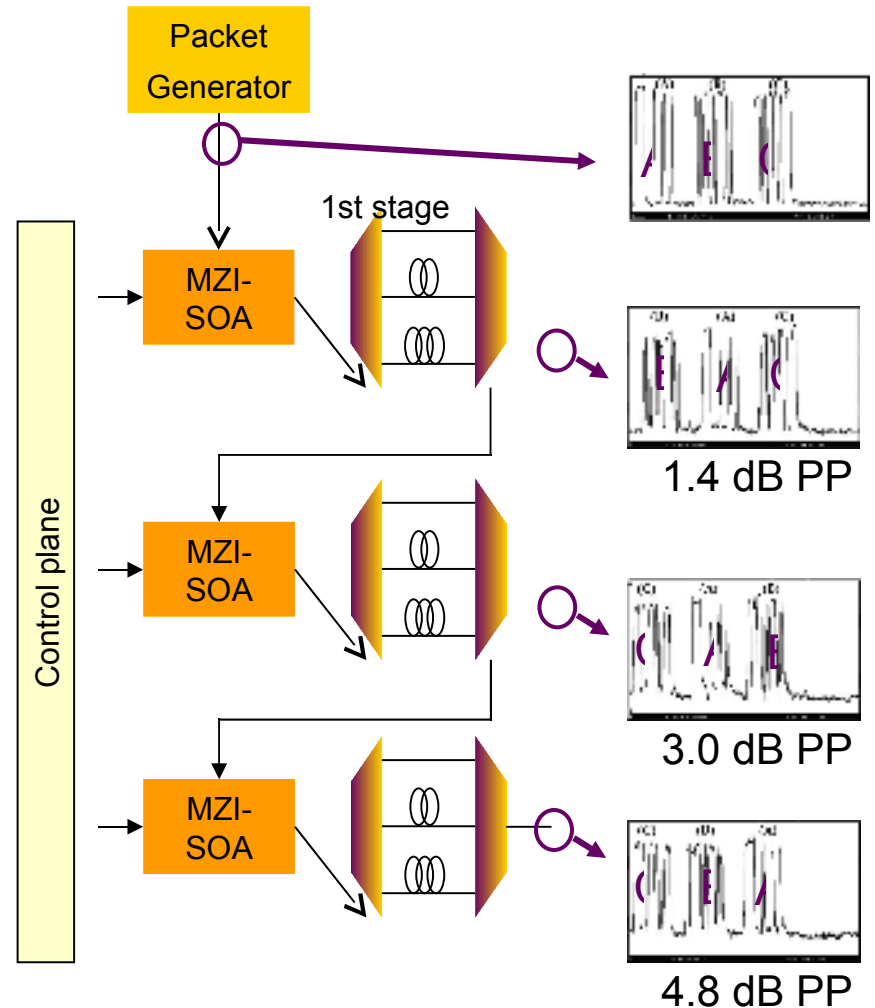 Packet
Generator
A B C
1st stage
MZI-
SOA
B A C
1.4 dB PP
Control plane
MZI-
SOA
C A B
3.0 dB PP
MZI-
SOA
C B A
4.8 dB PP